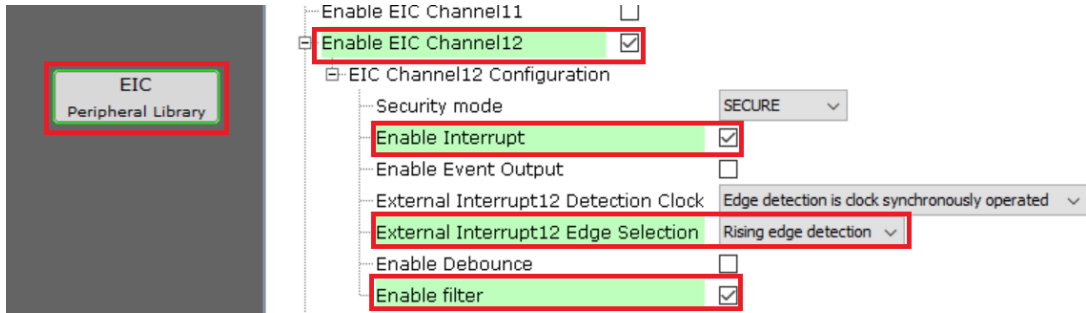 EIC
Peripheral Library
Enable EIC Channel11
Enable EIC Channel12
EIC Channel12 Configuration
Security mode SECURE
Enable Interrupt
Enable Event Output
External Interrupt12 Detection Clock Edge detection is clock synchronously operated
External Interrupt12 Edge Selection Rising edge detection
Enable Debounce
Enable filter